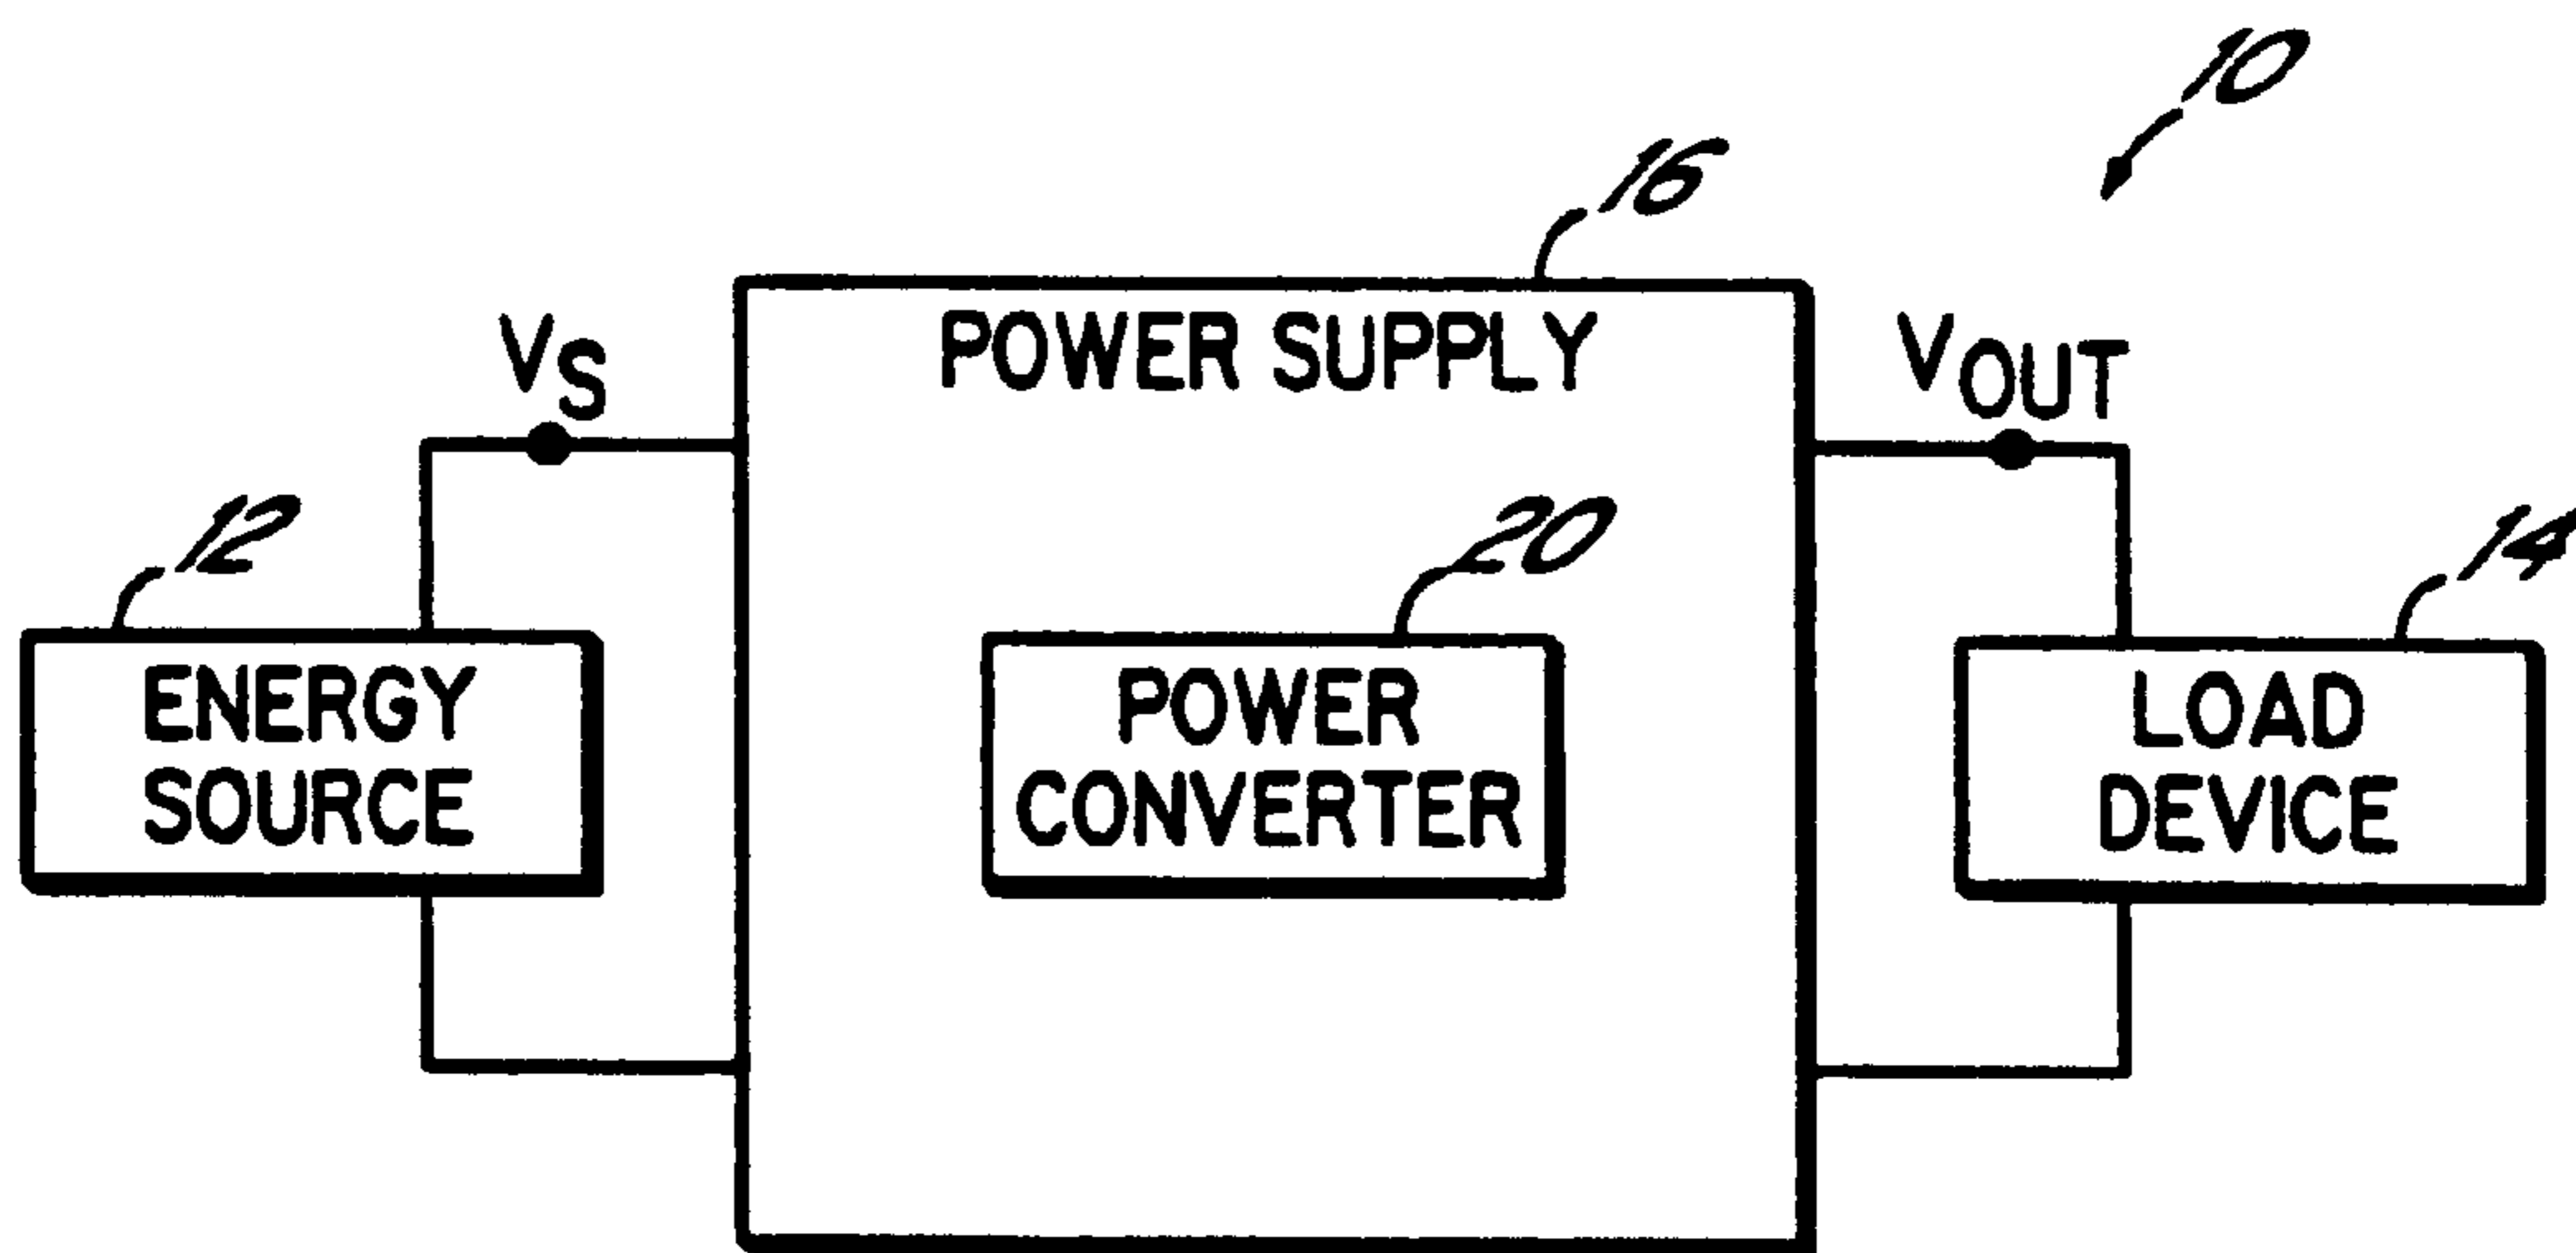 10
16
POWER SUPPLY
VS
VOUT
12
20
14
ENERGY
SOURCE
POWER
CONVERTER
LOAD
DEVICE